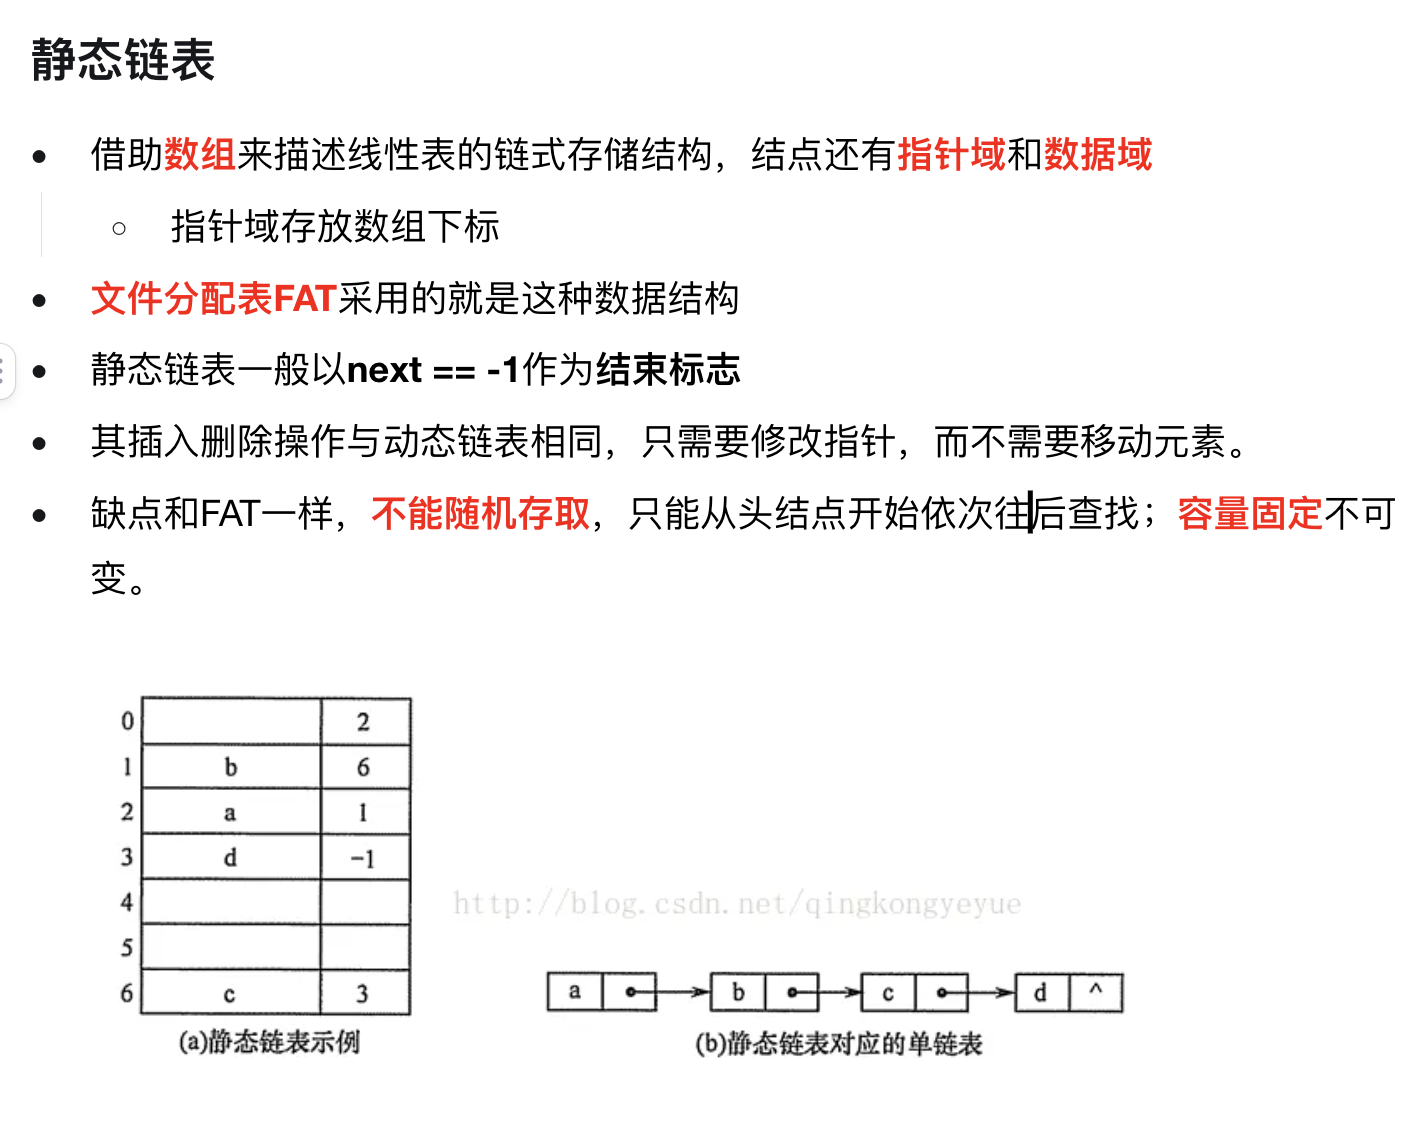 静态链表
借助数组来描述线性表的链式存储结构，结点还有指针域和数据域
指针域存放数组下标
文件分配表FAT采用的就是这种数据结构
静态链表一般以next == -1作为结束标志
其插入删除操作与动态链表相同，只需要修改指针，而不需要移动元素。
缺点和FAT一样，不能随机存取，只能从头结点开始依次往后查找；容量固定不可
变。
0 2
1 b 6
2 a 1
3 d -1
4
5
6 c 3
http://blog.csdn.net/qingkongyeyue
a b c d ^
(a)静态链表示例
(b)静态链表对应的单链表